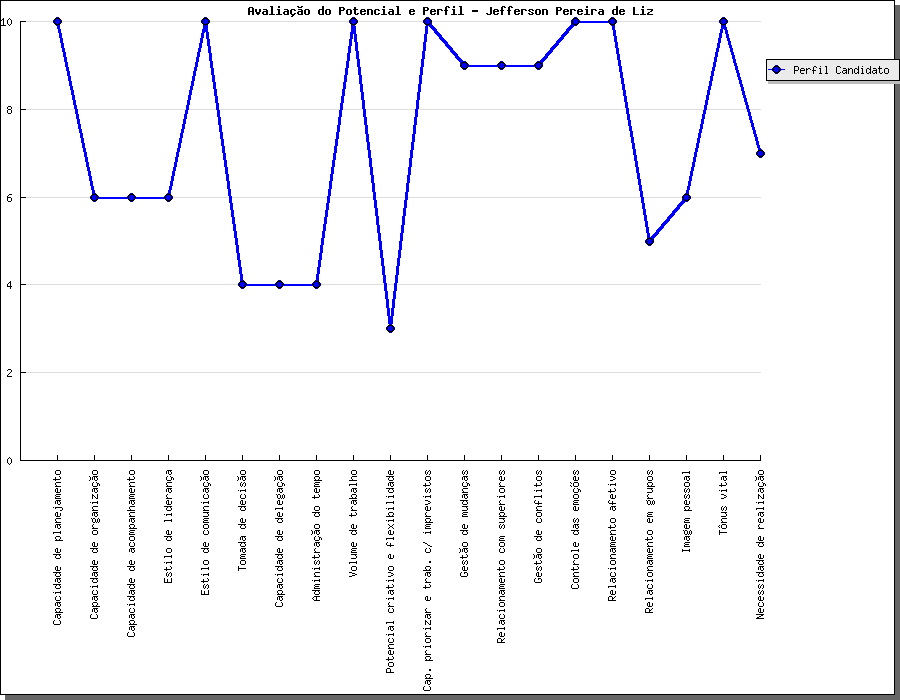 Avaliação do Potencial e Perfil - Jefferson Pereira de Liz
Perfil Candidato
10
8
6
4
2
0
Capacidade de planejamento
Capacidade de organização
Capacidade de acompanhamento
Estilo de liderança
Estilo de comunicação
Tomada de decisão
Capacidade de delegação
Administração do tempo
Volume de trabalho
Potencial criativo e flexibilidade
Cap. priorizar e trab. c/ imprevistos
Gestão de mudanças
Relacionamento com superiores
Gestão de conflitos
Controle das emoções
Relacionamento afetivo
Relacionamento em grupos
Imagem pessoal
Tônus vital
Necessidade de realização